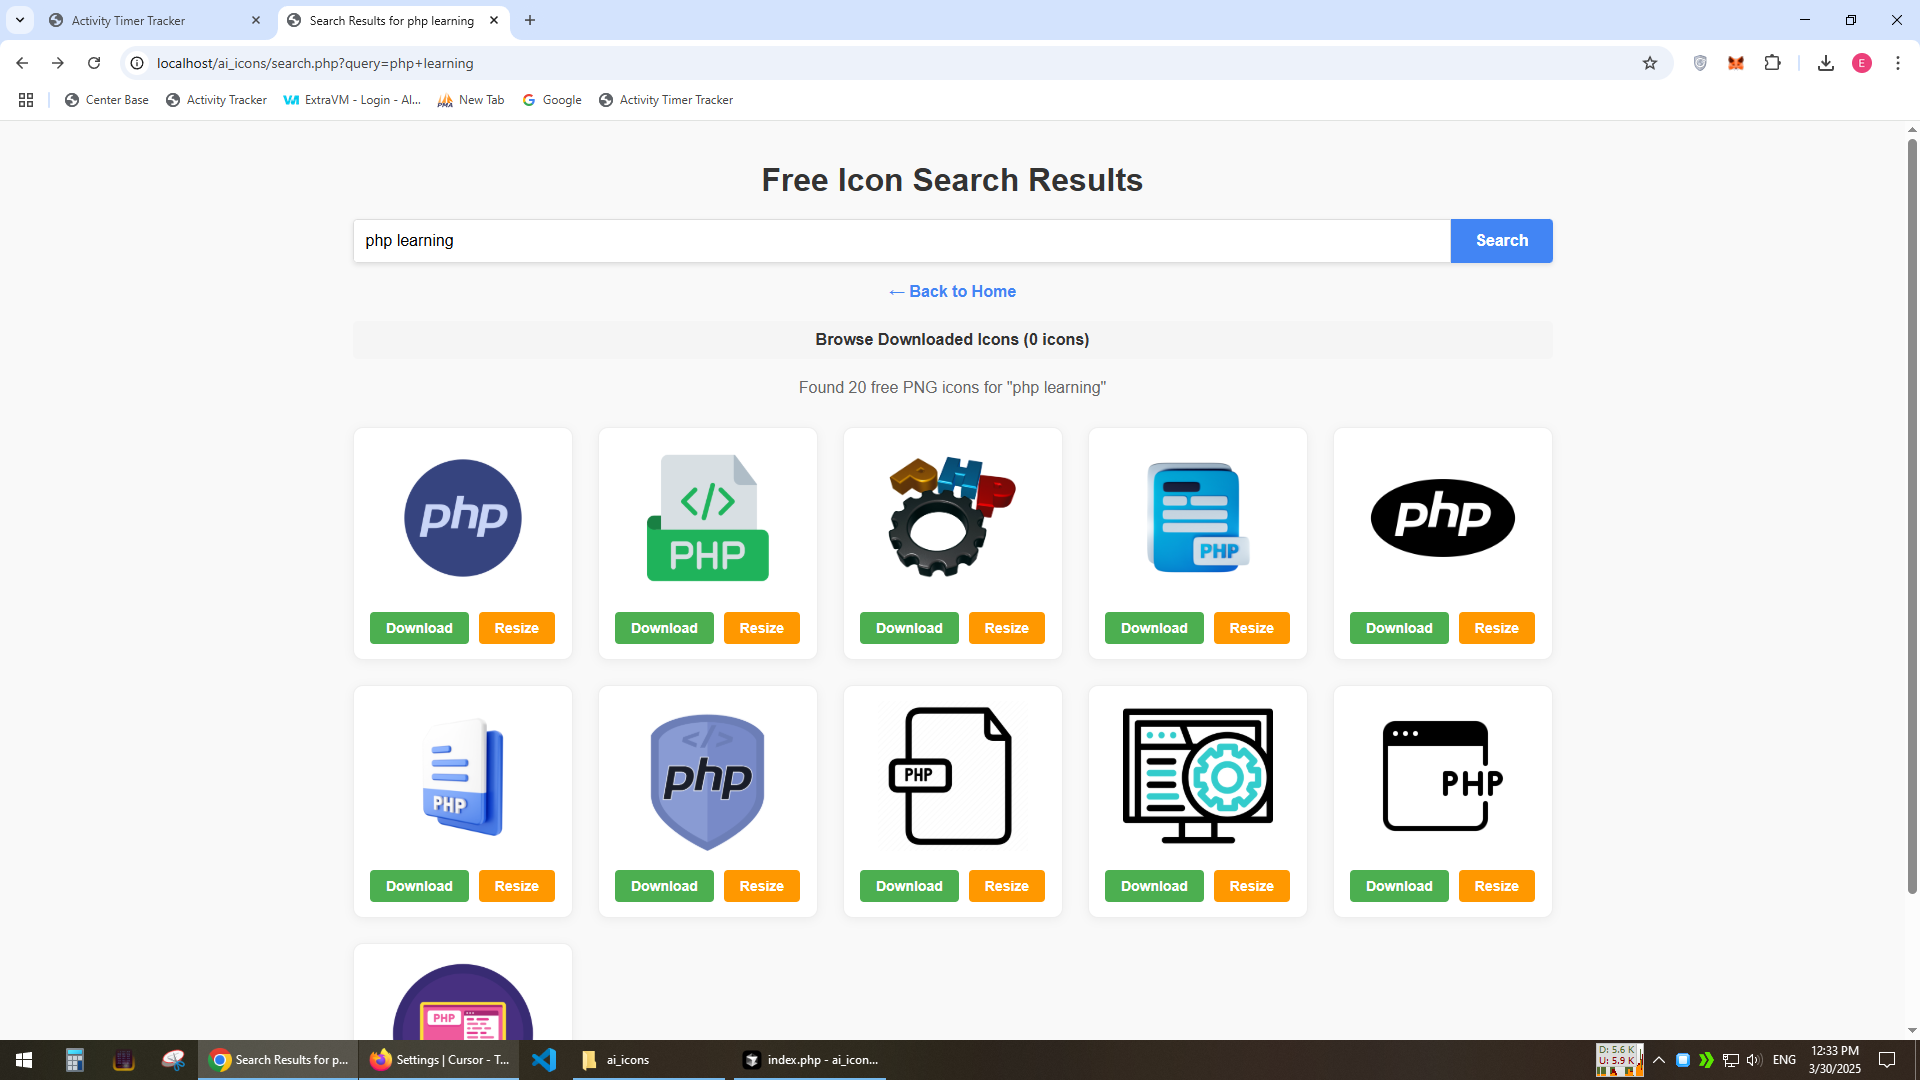 Activity Timer Tracker
Search Results for php learning
localhost/ai_icons/search.php?query=php+learning
E
Center Base
Activity Tracker
ExtraVM - Login - Al...
PMA
New Tab
Google
Activity Timer Tracker
Free Icon Search Results
php learning
Search
← Back to Home
Browse Downloaded Icons (0 icons)
Found 20 free PNG icons for "php learning"
php
</>
PHP
PHP
PHP
php
Download Resize
Download Resize
Download Resize
Download Resize
Download Resize
PHP
</>
php
PHP
PHP
Download Resize
Download Resize
Download Resize
Download Resize
Download Resize
PHP
Search Results for p...
Settings | Cursor - T...
ai_icons
index.php - ai_icon...
D: 5.6 K
U: 5.9 K
ENG
12:33 PM
3/30/2025